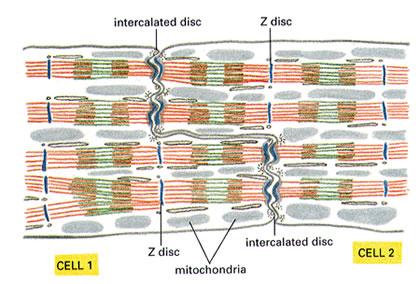 intercalated disc
Z disc
Z disc
intercalated disc
mitochondria
CELL 1
CELL 2